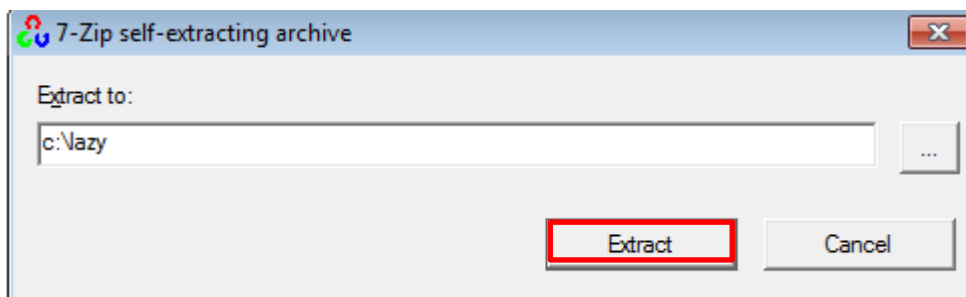 7-Zip self-extracting archive
Extract to:
c:\lazy
...
Extract Cancel